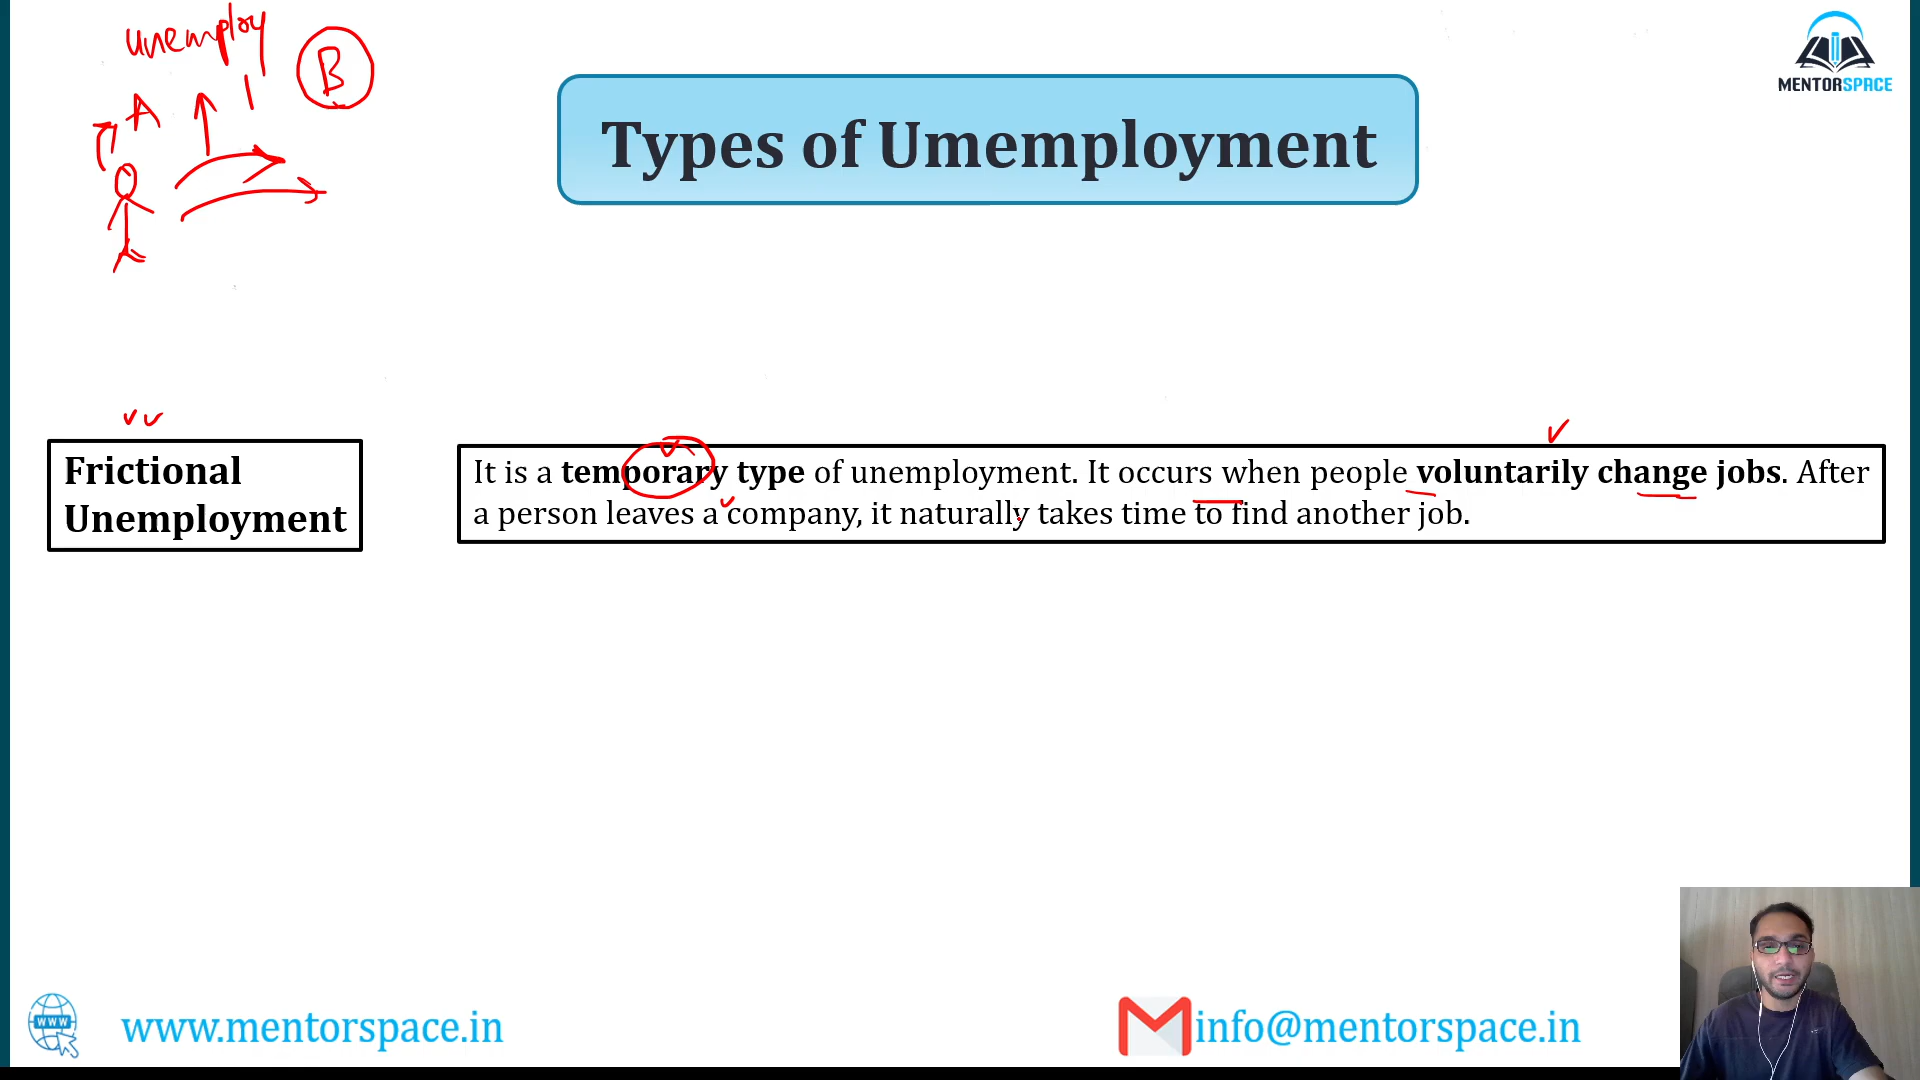 unemploy
A
B
MENTORSPACE
Types of Umemployment
Frictional
Unemployment
It is a temporary type of unemployment. It occurs when people voluntarily change jobs. After
a person leaves a company, it naturally takes time to find another job.
WWW
www.mentorspace.in
info@mentorspace.in